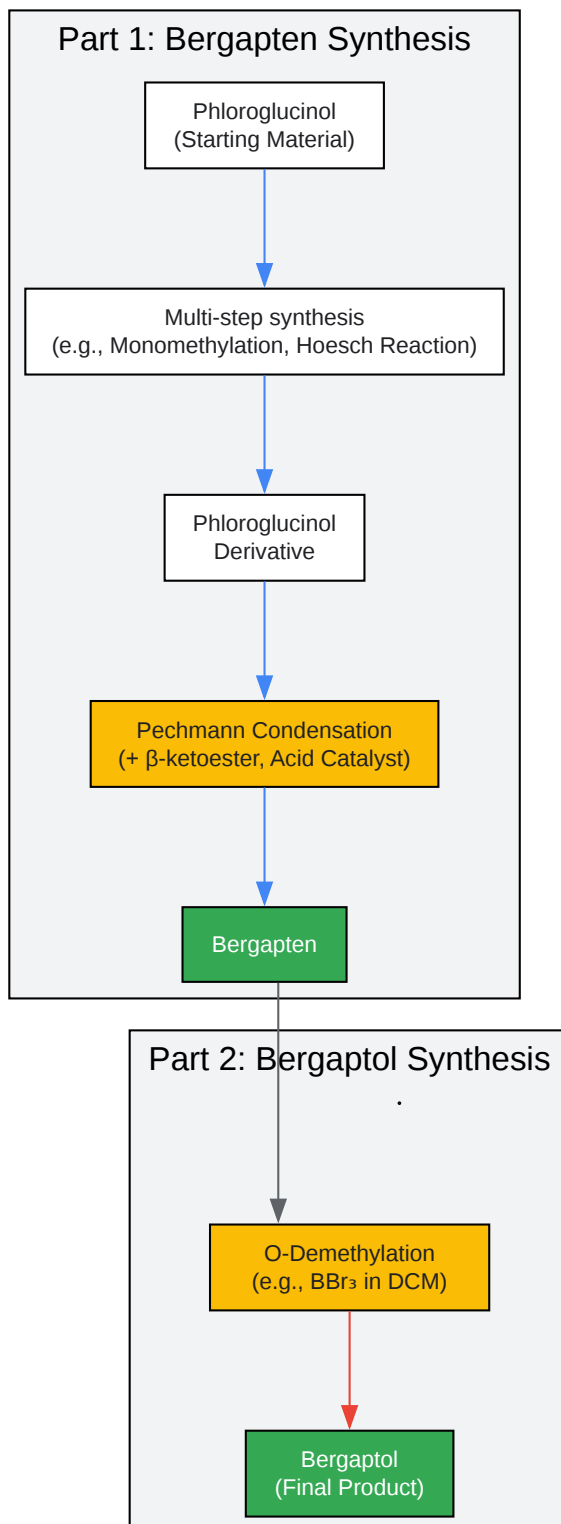 Part 1: Bergapten Synthesis
Phloroglucinol
(Starting Material)
Multi-step synthesis
(e.g., Monomethylation, Hoesch Reaction)
Phloroglucinol
Derivative
Pechmann Condensation
(+ β-ketoester, Acid Catalyst)
Bergapten
Part 2: Bergaptol Synthesis
.
O-Demethylation
(e.g., BBr₃ in DCM)
Bergaptol
(Final Product)